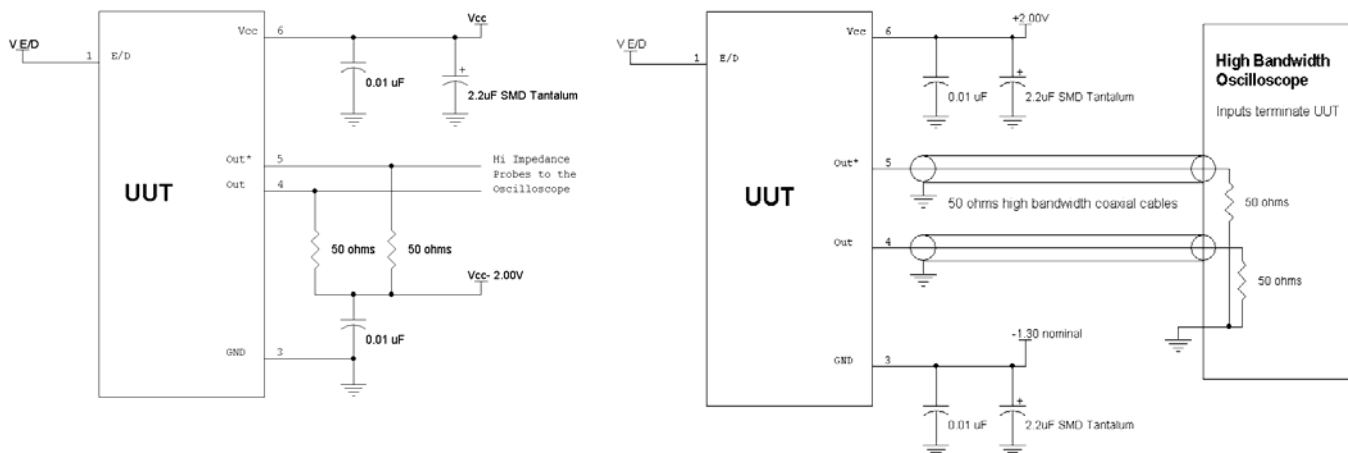 Vcc
Vcc
6
V E/D
1
E/D
0.01 uF
+
2.2uF SMD Tantalum
Out*
5
Hi Impedance
Probes to the
Oscilloscope
Out
4
UUT
50 ohms
50 ohms
Vcc- 2.00V
0.01 uF
GND
3
+2.00V
Vcc
6
V E/D
1
E/D
0.01 uF
+
2.2uF SMD Tantalum
High Bandwidth
Oscilloscope
Inputs terminate UUT
Out*
5
UUT
50 ohms high bandwidth coaxial cables
50 ohms
Out
4
50 ohms
-1.30 nominal
GND
3
0.01 uF
+
2.2uF SMD Tantalum